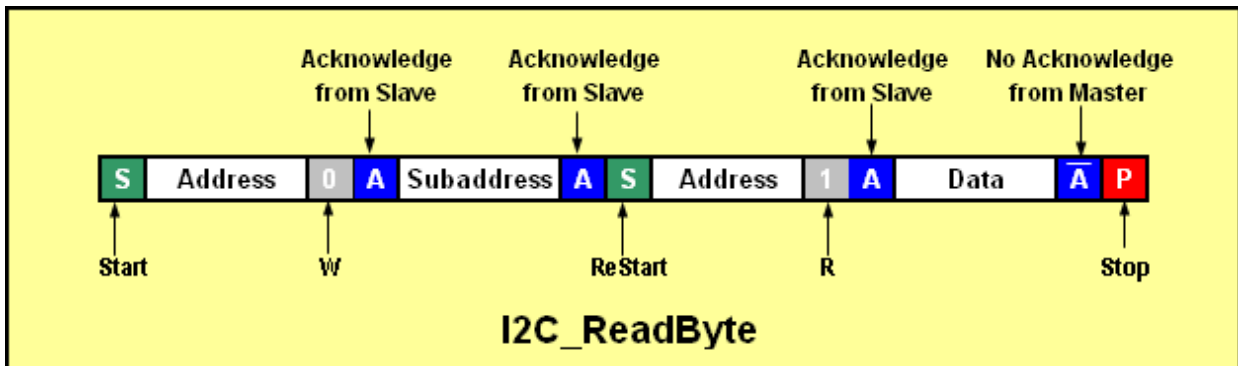 Acknowledge Acknowledge Acknowledge No Acknowledge
from Slave from Slave from Slave from Master
S Address 0 A Subaddress A S Address 1 A Data A̅ P
Start W ReStart R Stop
I2C_ReadByte